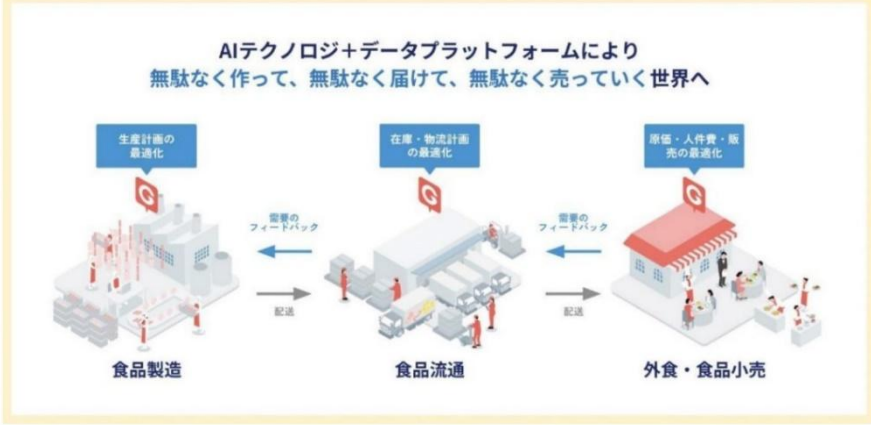 AIテクノロジ＋データプラットフォームにより
無駄なく作って、無駄なく届けて、無駄なく売っていく世界へ
生産計画の
最適化
在庫・物流計画
の最適化
原価・人件費・販
売の最適化
G
G
G
需要の
フィードバック
需要の
フィードバック
配送
配送
食品製造
食品流通
外食・食品小売